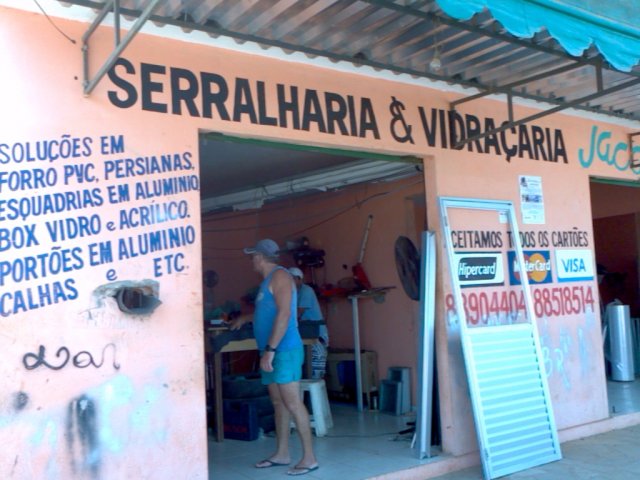 SERRALHARIA & VIDRAÇARIA
SOLUÇÕES EM
FORRO PVC, PERSIANAS,
ESQUADRIAS EM ALUMINIO
BOX VIDRO e ACRÍLICO.
PORTÕES EM ALUMINIO
CALHAS e ETC.
CEITAMOS TODOS OS CARTÕES
Hipercard MasterCard VISA
88518514